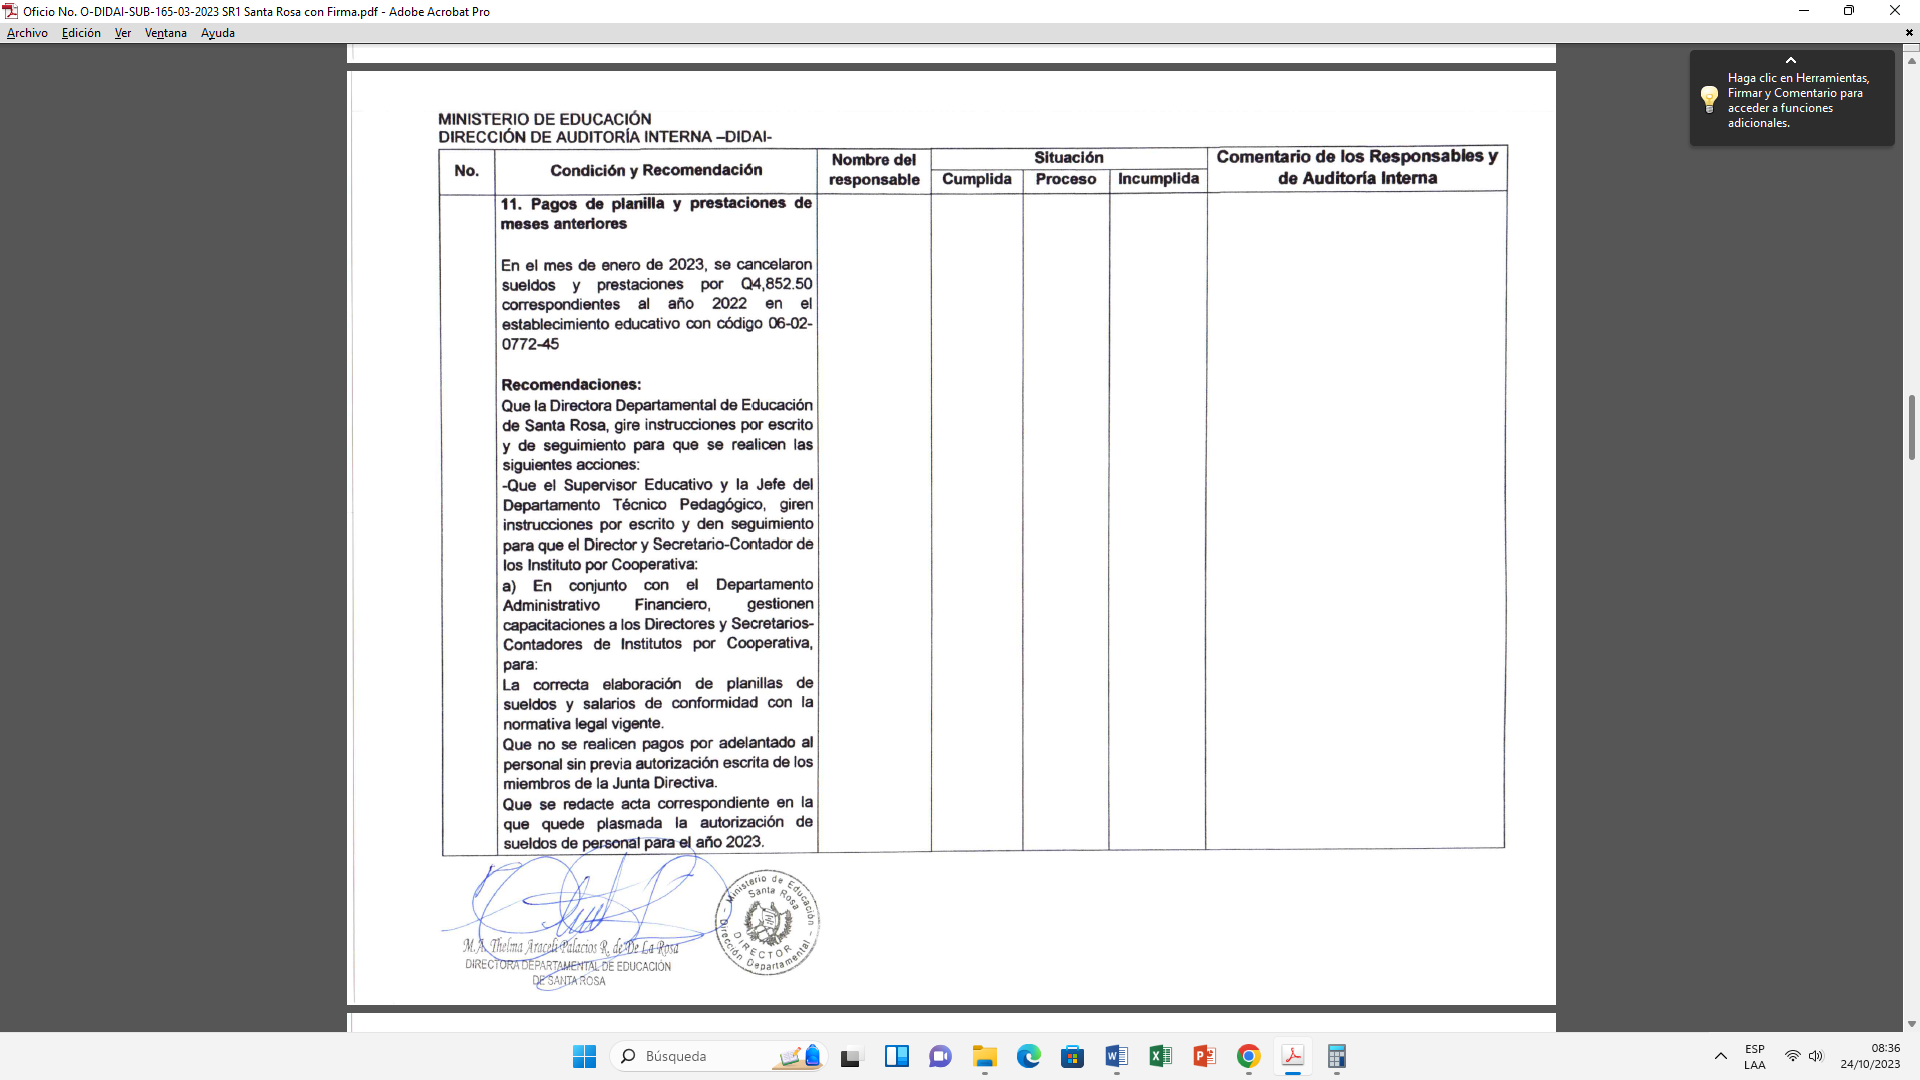 Oficio No. O-DIDAI-SUB-165-03-2023 SR1 Santa Rosa con Firma.pdf - Adobe Acrobat Pro
Archivo Edición Ver Ventana Ayuda
Haga clic en Herramientas,
Firmar y Comentario para
acceder a funciones
adicionales.
MINISTERIO DE EDUCACIÓN
DIRECCIÓN DE AUDITORÍA INTERNA –DIDAI-
No.
Condición y Recomendación
Nombre del
responsable
Situación
Cumplida Proceso Incumplida
Comentario de los Responsables y
de Auditoría Interna
11. Pagos de planilla y prestaciones de
meses anteriores
En el mes de enero de 2023, se cancelaron
sueldos y prestaciones por Q4,852.50
correspondientes al año 2022 en el
establecimiento educativo con código 06-02-
0772-45
Recomendaciones:
Que la Directora Departamental de Educación
de Santa Rosa, gire instrucciones por escrito
y de seguimiento para que se realicen las
siguientes acciones:
-Que el Supervisor Educativo y la Jefe del
Departamento Técnico Pedagógico, giren
instrucciones por escrito y den seguimiento
para que el Director y Secretario-Contador de
los Instituto por Cooperativa:
a) En conjunto con el Departamento
Administrativo Financiero, gestionen
capacitaciones a los Directores y Secretarios-
Contadores de Institutos por Cooperativa,
para:
La correcta elaboración de planillas de
sueldos y salarios de conformidad con la
normativa legal vigente.
Que no se realicen pagos por adelantado al
personal sin previa autorización escrita de los
miembros de la Junta Directiva.
Que se redacte acta correspondiente en la
que quede plasmada la autorización de
sueldos de personal para el año 2023.
M.A. Thelma Araceli Palacios R. de De La Rosa
DIRECTORA DEPARTAMENTAL DE EDUCACIÓN
DE SANTA ROSA
Ministerio de Educación
Santa Rosa
DIRECTOR
Dirección Departamental
Búsqueda
ESP
LAA
08:36
24/10/2023